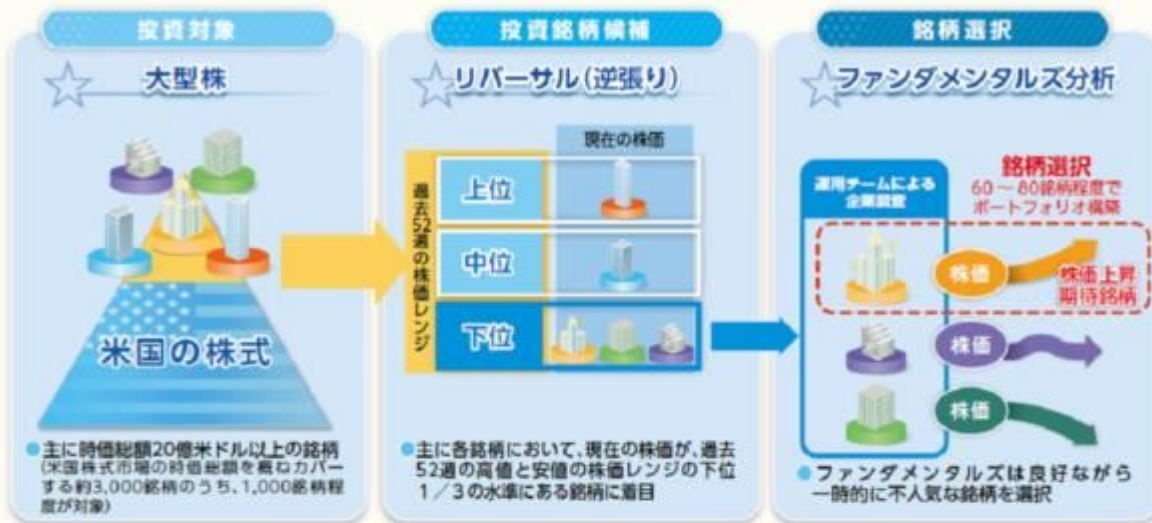 投資対象
大型株
米国の株式
●主に時価総額20億米ドル以上の銘柄
(米国株式市場の時価総額を概ねカバー
する約3,000銘柄のうち、1,000銘柄程
度が対象)
投資銘柄候補
リバーサル(逆張り)
現在の株価
過去52週の株価レンジ
上位
中位
下位
●主に各銘柄において、現在の株価が、過去
52週の高値と安値の株価レンジの下位
1/3の水準にある銘柄に着目
銘柄選択
ファンダメンタルズ分析
運用チームによる
企業調査
銘柄選択
60~80銘柄程度で
ポートフォリオ構築
株価
株価上昇
期待銘柄
株価
株価
●ファンダメンタルズは良好ながら
一時的に不人気な銘柄を選択